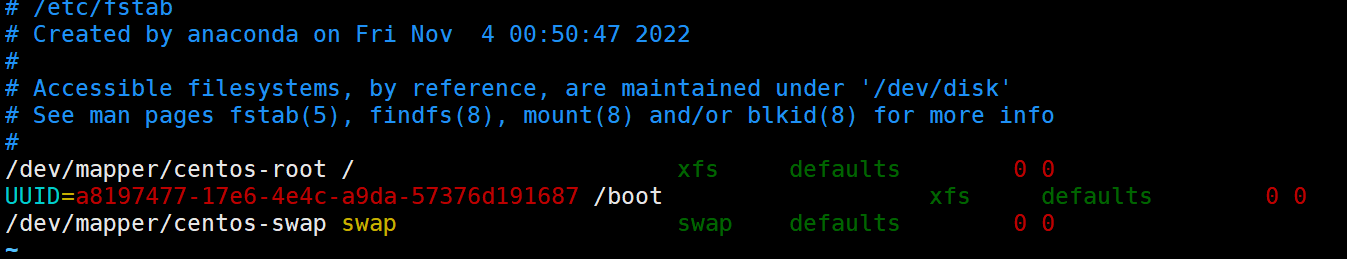 # /etc/fstab
# Created by anaconda on Fri Nov  4 00:50:47 2022
#
# Accessible filesystems, by reference, are maintained under '/dev/disk'
# See man pages fstab(5), findfs(8), mount(8) and/or blkid(8) for more info
#
/dev/mapper/centos-root /                       xfs     defaults        0 0
UUID=a8197477-17e6-4e4c-a9da-57376d191687 /boot                   xfs     defaults        0 0
/dev/mapper/centos-swap swap                    swap    defaults        0 0
~